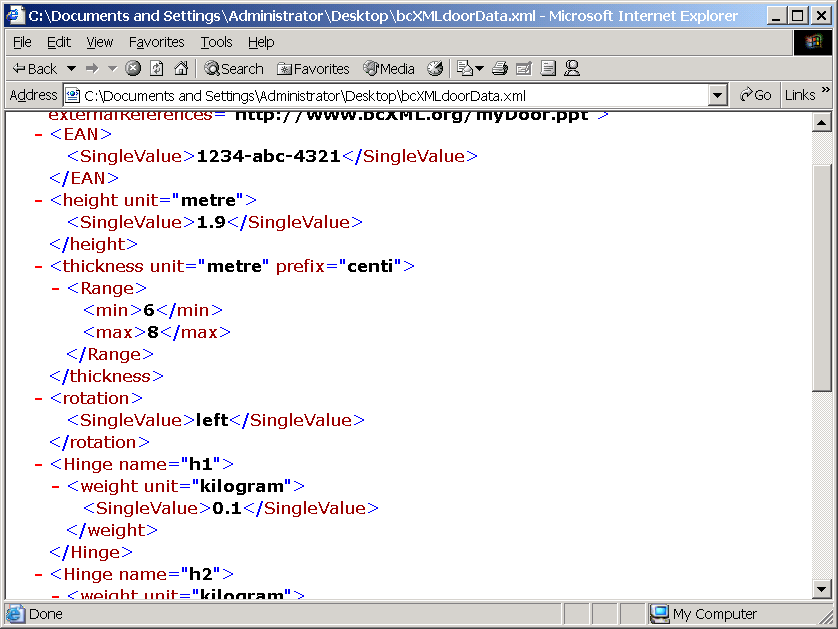 C:\Documents and Settings\Administrator\Desktop\bcXMLdoorData.xml - Microsoft Internet Explorer
File Edit View Favorites Tools Help
Back Search Favorites Media
Address C:\Documents and Settings\Administrator\Desktop\bcXMLdoorData.xml Go Links »
externalReferences="http://www.bcXML.org/myDoor.ppt">
- <EAN>
<SingleValue>1234-abc-4321</SingleValue>
</EAN>
- <height unit="metre">
<SingleValue>1.9</SingleValue>
</height>
- <thickness unit="metre" prefix="centi">
- <Range>
<min>6</min>
<max>8</max>
</Range>
</thickness>
- <rotation>
<SingleValue>left</SingleValue>
</rotation>
- <Hinge name="h1">
- <weight unit="kilogram">
<SingleValue>0.1</SingleValue>
</weight>
</Hinge>
- <Hinge name="h2">
- <weight unit="kilogram">
Done My Computer